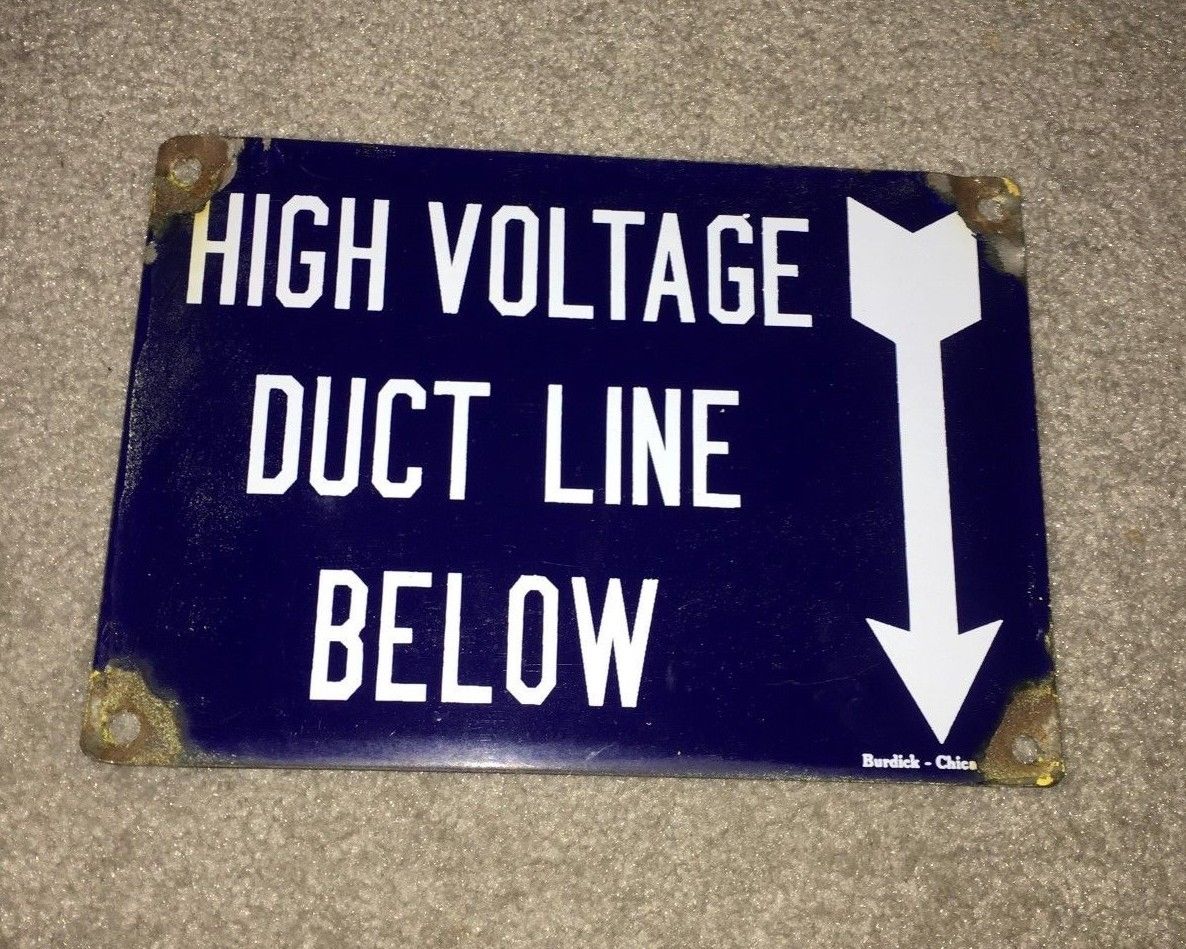 HIGH VOLTAGE
DUCT LINE
BELOW
Burdick - Chica